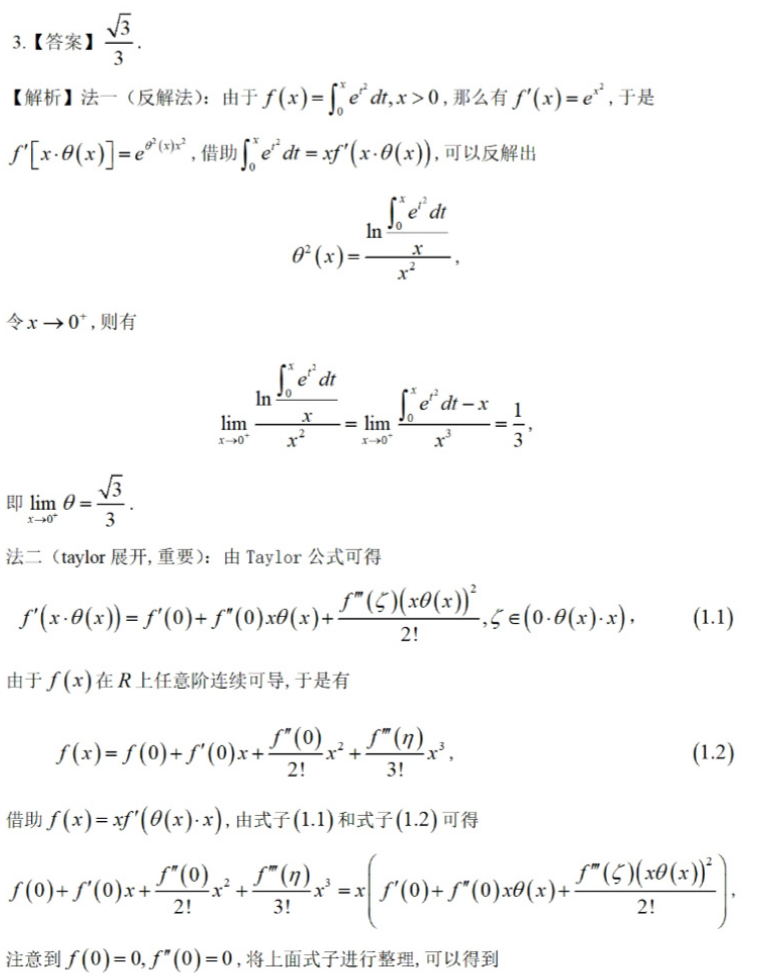 3.【答案】$\frac{\sqrt{3}}{3}$.
【解析】法一（反解法）：由于 $f(x)=\int_0^x e^{t^2}dt, x>0$, 那么有 $f'(x)=e^{x^2}$, 于是
$f'[x\cdot\theta(x)]=e^{\theta^2(x)x^2}$, 借助 $\int_0^x e^{t^2}dt=xf'(x\cdot\theta(x))$, 可以反解出
$\theta^2(x)=\frac{\ln\frac{\int_0^x e^{t^2}dt}{x}}{x^2}$,
令 $x\to 0^+$, 则有
$\lim_{x\to 0^+}\frac{\ln\frac{\int_0^x e^{t^2}dt}{x}}{x^2}=\lim_{x\to 0^+}\frac{\int_0^x e^{t^2}dt-x}{x^3}=\frac{1}{3}$,
即 $\lim_{x\to 0^+}\theta=\frac{\sqrt{3}}{3}$.
法二（taylor 展开, 重要）：由 Taylor 公式可得
$f'(x\cdot\theta(x))=f'(0)+f''(0)x\theta(x)+\frac{f'''(\zeta)(x\theta(x))^2}{2!},\zeta\in(0\cdot\theta(x)\cdot x)$, (1.1)
由于 $f(x)$ 在 $R$ 上任意阶连续可导, 于是有
$f(x)=f(0)+f'(0)x+\frac{f''(0)}{2!}x^2+\frac{f'''(\eta)}{3!}x^3$, (1.2)
借助 $f(x)=xf'(\theta(x)\cdot x)$, 由式子(1.1)和式子(1.2)可得
$f(0)+f'(0)x+\frac{f''(0)}{2!}x^2+\frac{f'''(\eta)}{3!}x^3=x\left(f'(0)+f''(0)x\theta(x)+\frac{f'''(\zeta)(x\theta(x))^2}{2!}\right)$,
注意到 $f(0)=0, f''(0)=0$, 将上面式子进行整理, 可以得到